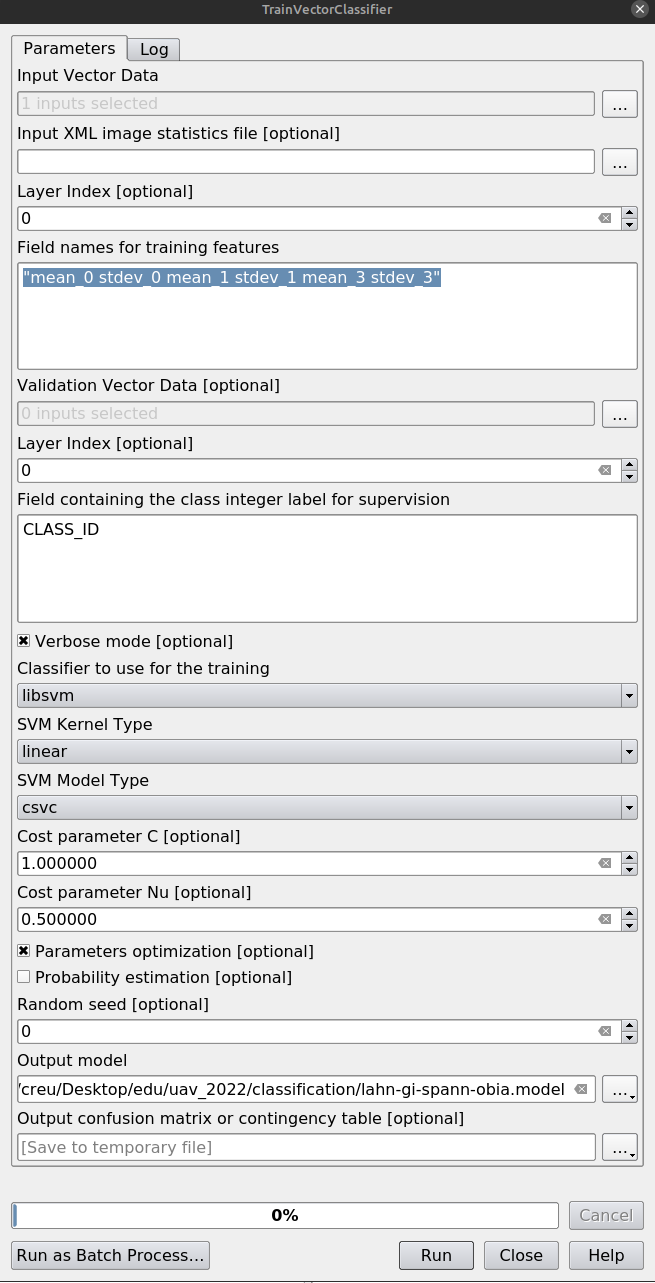 TrainVectorClassifier
Parameters
Log
Input Vector Data
1 inputs selected
...
Input XML image statistics file [optional]
...
Layer Index [optional]
0
Field names for training features
"mean_0 stdev_0 mean_1 stdev_1 mean_3 stdev_3"
Validation Vector Data [optional]
0 inputs selected
...
Layer Index [optional]
0
Field containing the class integer label for supervision
CLASS_ID
Verbose mode [optional]
Classifier to use for the training
libsvm
SVM Kernel Type
linear
SVM Model Type
csvc
Cost parameter C [optional]
1.000000
Cost parameter Nu [optional]
0.500000
Parameters optimization [optional]
Probability estimation [optional]
Random seed [optional]
0
Output model
/creu/Desktop/edu/uav_2022/classification/lahn-gi-spann-obia.model
...
Output confusion matrix or contingency table [optional]
[Save to temporary file]
...
0%
Cancel
Run as Batch Process...
Run
Close
Help